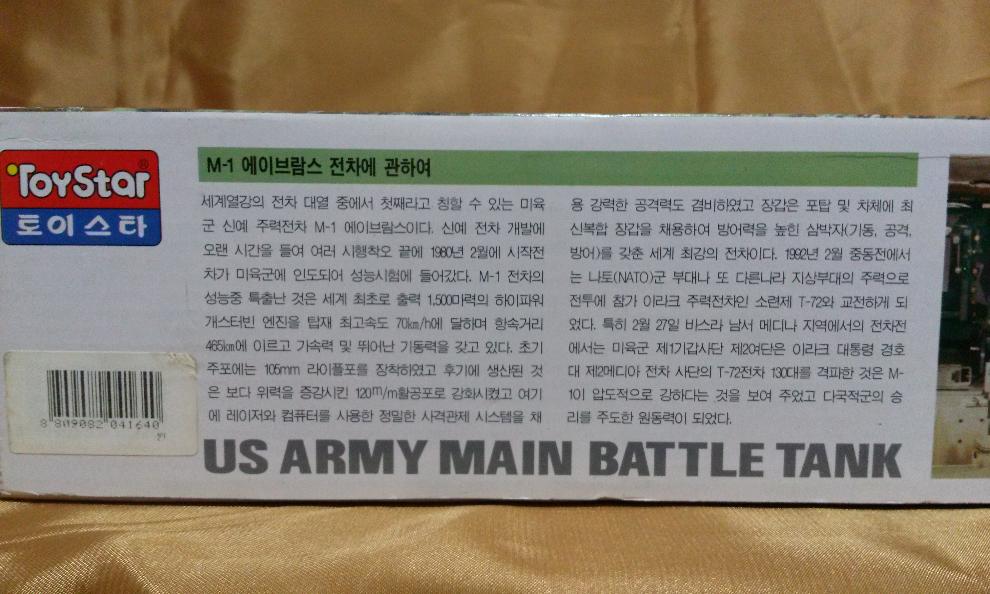 ToyStar®
토이스타
M-1 에이브람스 전차에 관하여
세계열강의 전차 대열 중에서 첫째라고 칭할 수 있는 미육
군 신예 주력전차 M-1 에이브람스이다. 신예 전차 개발에
오랜 시간을 들여 여러 시행착오 끝에 1980년 2월에 시작전
차가 미육군에 인도되어 성능시험에 들어갔다. M-1 전차의
성능중 특출난 것은 세계 최초로 출력 1,500마력의 하이파워
개스터빈 엔진을 탑재 최고속도 70km/h에 달하며 항속거리
465km에 이르고 가속력 및 뛰어난 기동력을 갖고 있다. 초기
주포에는 105mm 라이플포를 장착하였고 후기에 생산된 것
은 보다 위력을 증강시킨 120m/m활공포로 강화시켰고 여기
에 레이저와 컴퓨터를 사용한 정밀한 사격관제 시스템을 채
용 강력한 공격력도 겸비하였고 장갑은 포탑 및 차체에 최
신복합 장갑을 채용하여 방어력을 높힌 삼박자(기동, 공격,
방어)를 갖춘 세계 최강의 전차이다. 1992년 2월 중동전에서
는 나토(NATO)군 부대나 또 다른나라 지상부대의 주력으로
전투에 참가 이라크 주력전차인 소련제 T-72와 교전하게 되
었다. 특히 2월 27일 바스라 남서 메디나 지역에서의 전차전
에서는 미육군 제1기갑사단 제2여단은 이라크 대통령 경호
대 제2메디아 전차 사단의 T-72전차 130대를 격파한 것은 M-
1이 압도적으로 강하다는 것을 보여 주었고 다국적군의 승
리를 주도한 원동력이 되었다.
US ARMY MAIN BATTLE TANK
8 809082 041640